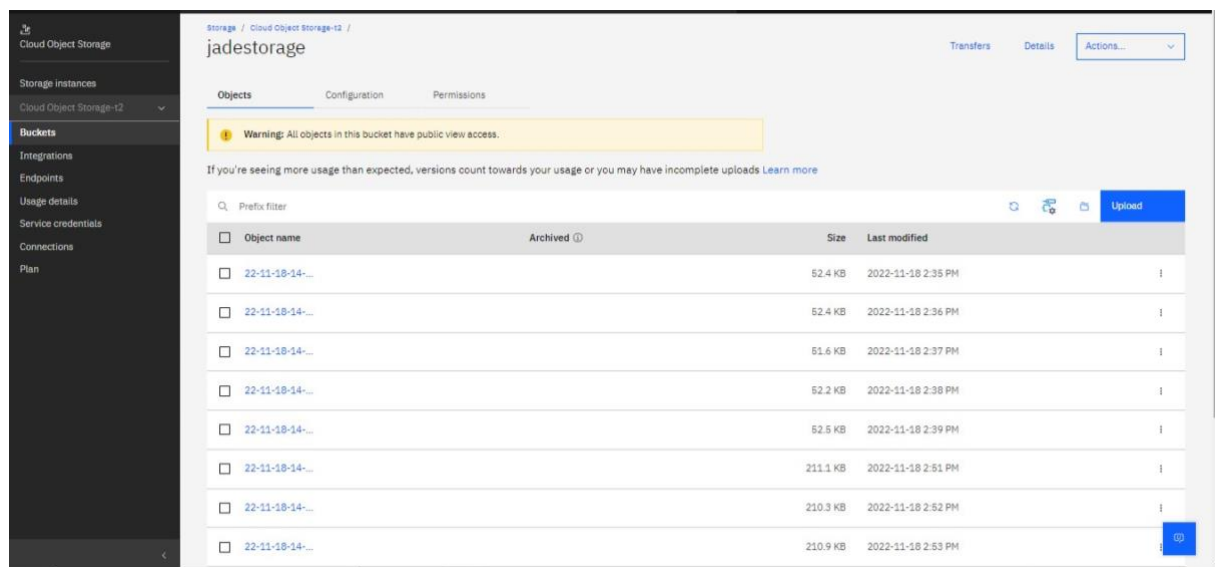 Cloud Object Storage
Storage instances
Cloud Object Storage-t2
Buckets
Integrations
Endpoints
Usage details
Service credentials
Connections
Plan
Storage / Cloud Object Storage-t2 /
jadestorage
Transfers Details Actions...
Objects Configuration Permissions
Warning: All objects in this bucket have public view access.
If you're seeing more usage than expected, versions count towards your usage or you may have incomplete uploads Learn more
Prefix filter Upload
Object name Archived Size Last modified
22-11-18-14-... 52.4 KB 2022-11-18 2:35 PM
22-11-18-14-... 52.4 KB 2022-11-18 2:36 PM
22-11-18-14-... 51.6 KB 2022-11-18 2:37 PM
22-11-18-14-... 52.2 KB 2022-11-18 2:38 PM
22-11-18-14-... 52.5 KB 2022-11-18 2:39 PM
22-11-18-14-... 211.1 KB 2022-11-18 2:51 PM
22-11-18-14-... 210.3 KB 2022-11-18 2:52 PM
22-11-18-14-... 210.9 KB 2022-11-18 2:53 PM